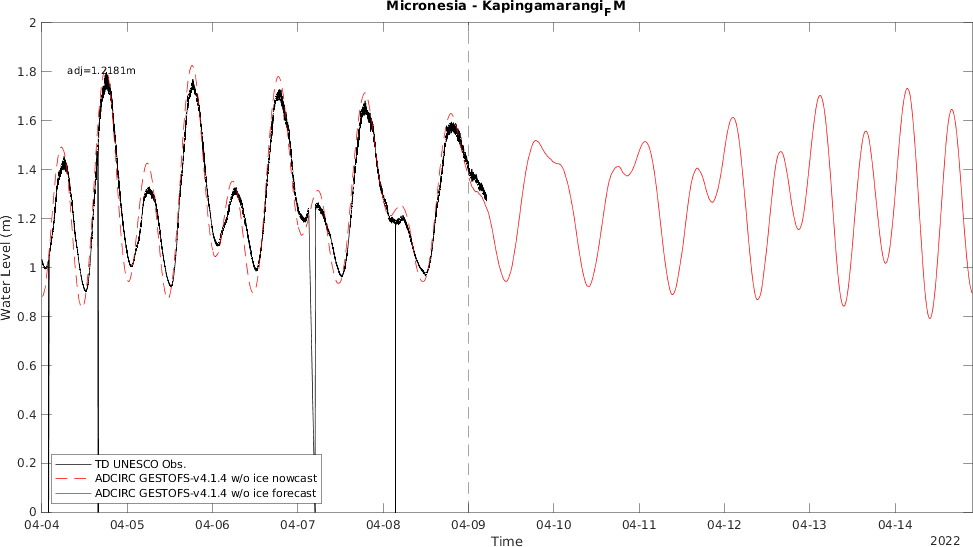 Micronesia - Kapingamarangi_FM
adj=1.2181m
2
1.8
1.6
1.4
1.2
1
0.8
0.6
0.4
0.2
0
Water Level (m)
TD UNESCO Obs.
ADCIRC GESTOFS-v4.1.4 w/o ice nowcast
ADCIRC GESTOFS-v4.1.4 w/o ice forecast
04-04 04-05 04-06 04-07 04-08 04-09 04-10 04-11 04-12 04-13 04-14
Time
2022